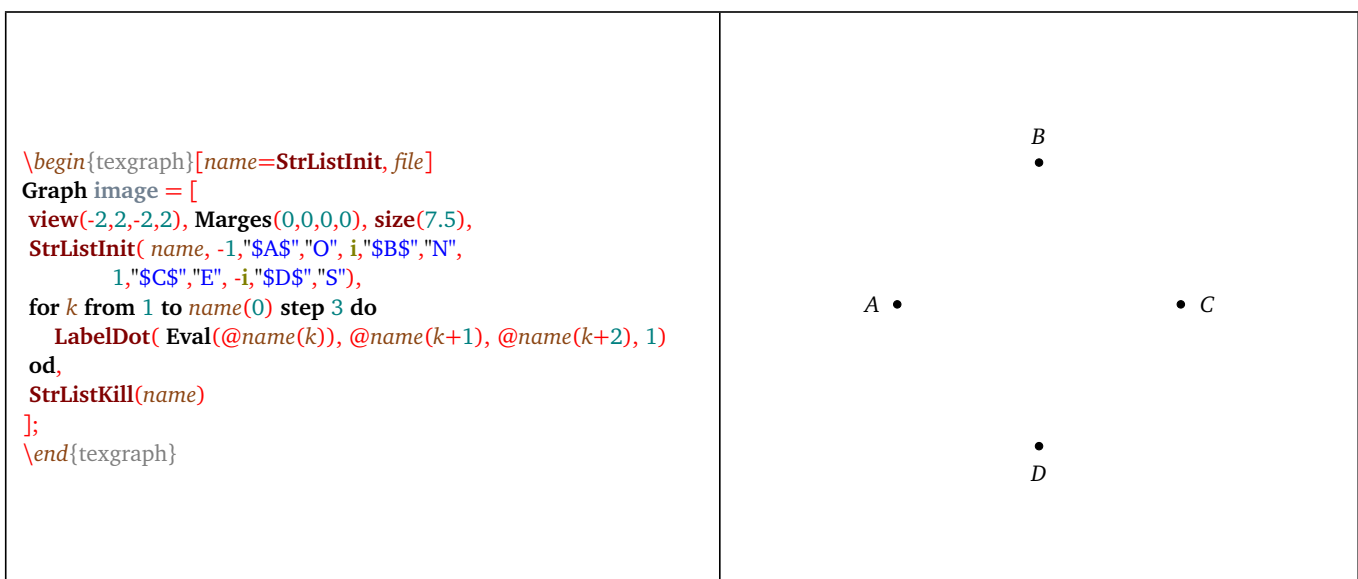 \begin{texgraph}[name=StrListInit, file]
Graph image = [
view(-2,2,-2,2), Marges(0,0,0,0), size(7.5),
StrListInit( name, -1,"$A$","O", i,"$B$","N",
1,"$C$","E", -i,"$D$","S"),
for k from 1 to name(0) step 3 do
LabelDot( Eval(@name(k)), @name(k+1), @name(k+2), 1)
od,
StrListKill(name)
];
\end{texgraph}
B
A
C
D